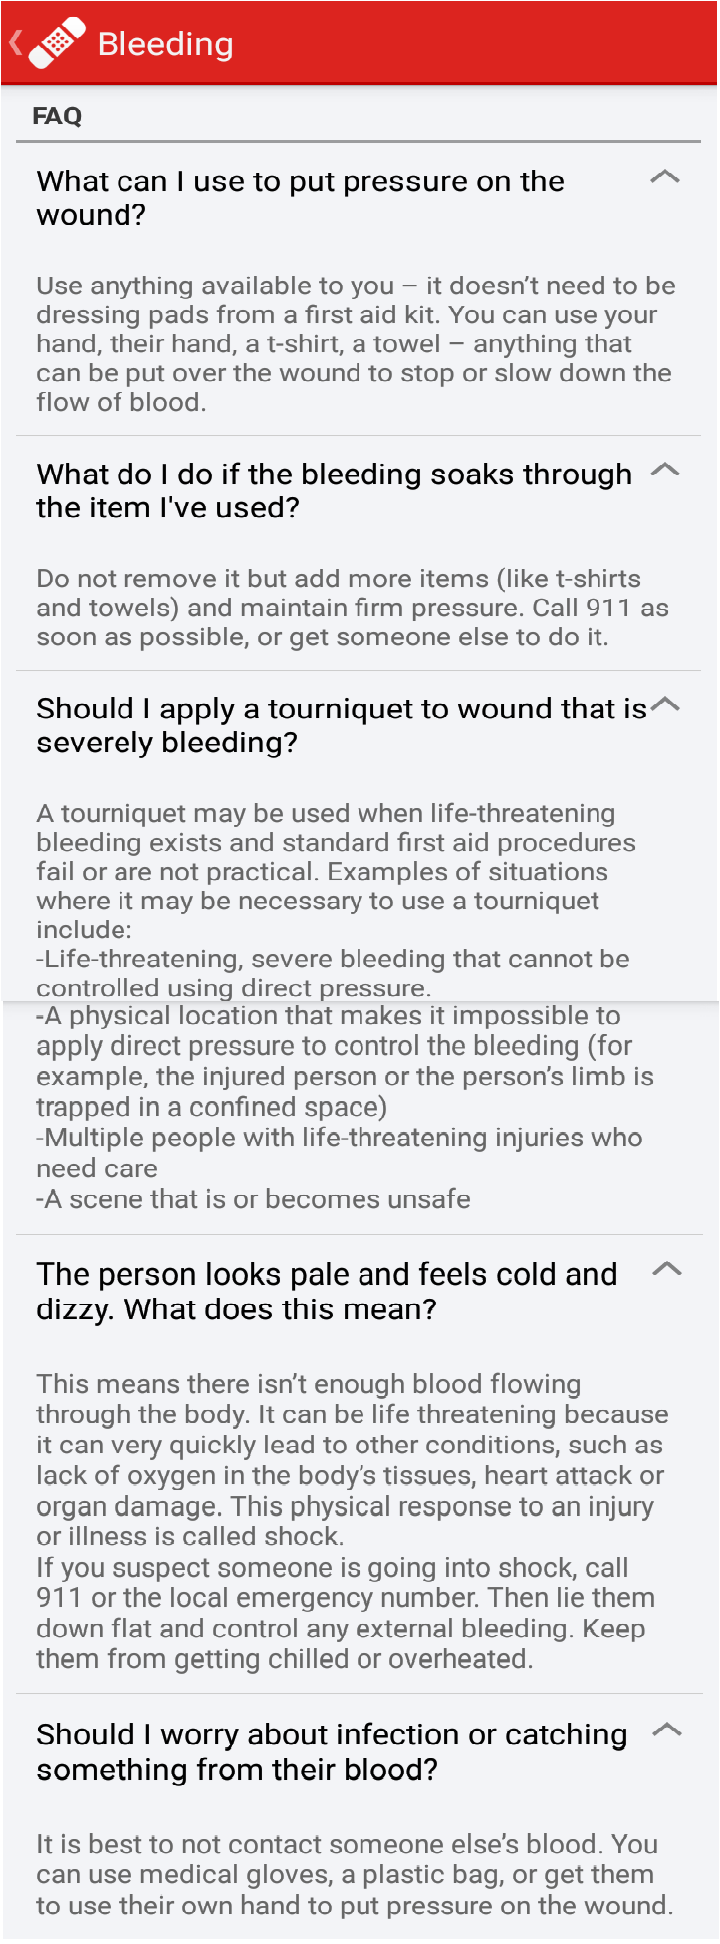 Bleeding
FAQ
What can I use to put pressure on the
wound?
Use anything available to you – it doesn’t need to be
dressing pads from a first aid kit. You can use your
hand, their hand, a t-shirt, a towel – anything that
can be put over the wound to stop or slow down the
flow of blood.
What do I do if the bleeding soaks through
the item I've used?
Do not remove it but add more items (like t-shirts
and towels) and maintain firm pressure. Call 911 as
soon as possible, or get someone else to do it.
Should I apply a tourniquet to wound that is
severely bleeding?
A tourniquet may be used when life-threatening
bleeding exists and standard first aid procedures
fail or are not practical. Examples of situations
where it may be necessary to use a tourniquet
include:
-Life-threatening, severe bleeding that cannot be
controlled using direct pressure.
-A physical location that makes it impossible to
apply direct pressure to control the bleeding (for
example, the injured person or the person’s limb is
trapped in a confined space)
-Multiple people with life-threatening injuries who
need care
-A scene that is or becomes unsafe
The person looks pale and feels cold and
dizzy. What does this mean?
This means there isn’t enough blood flowing
through the body. It can be life threatening because
it can very quickly lead to other conditions, such as
lack of oxygen in the body’s tissues, heart attack or
organ damage. This physical response to an injury
or illness is called shock.
If you suspect someone is going into shock, call
911 or the local emergency number. Then lie them
down flat and control any external bleeding. Keep
them from getting chilled or overheated.
Should I worry about infection or catching
something from their blood?
It is best to not contact someone else’s blood. You
can use medical gloves, a plastic bag, or get them
to use their own hand to put pressure on the wound.